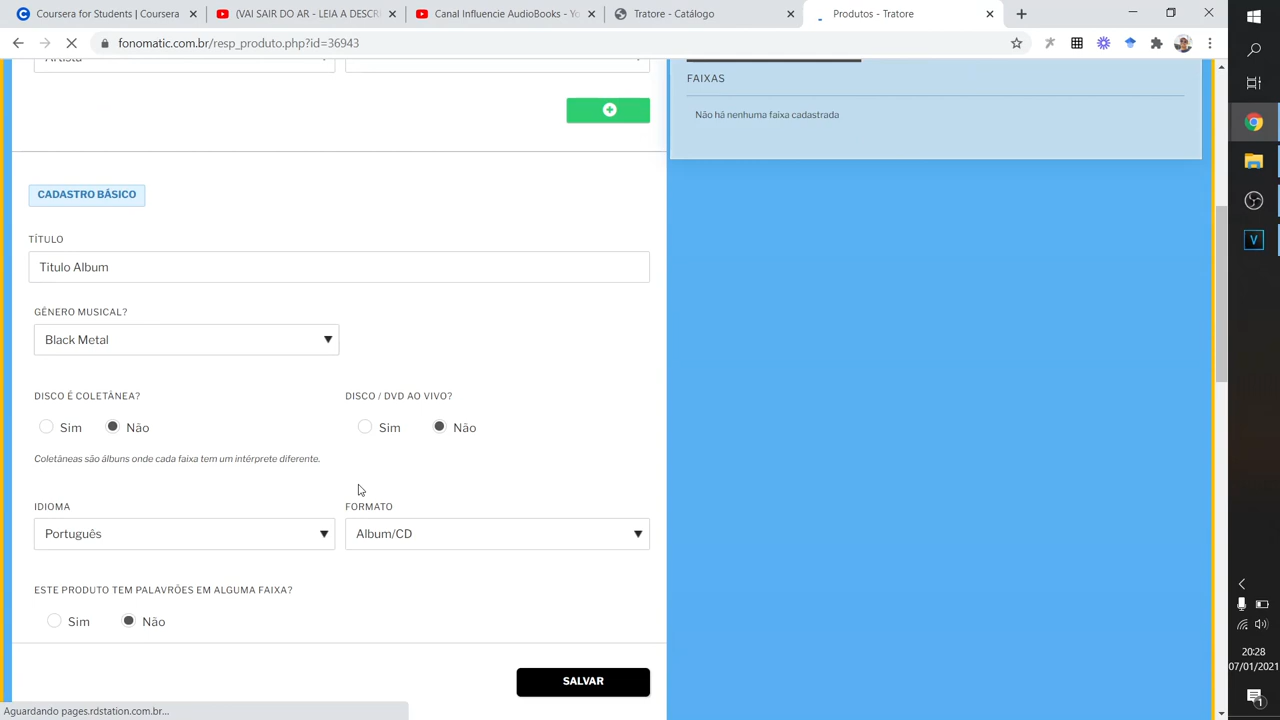 Coursera for Students | Coursera
(VAI SAIR DO AR - LEIA A DESCRI
Canal Influencie AudioBooks - Yo
Tratore - Catálogo
Produtos - Tratore
fonomatic.com.br/resp_produto.php?id=36943
Artista
FAIXAS
Não há nenhuma faixa cadastrada
CADASTRO BÁSICO
TÍTULO
Titulo Album
GÊNERO MUSICAL?
Black Metal
DISCO É COLETÂNEA?
DISCO / DVD AO VIVO?
Sim
Não
Sim
Não
Coletâneas são álbuns onde cada faixa tem um intérprete diferente.
IDIOMA
FORMATO
Português
Album/CD
ESTE PRODUTO TEM PALAVRÕES EM ALGUMA FAIXA?
Sim
Não
SALVAR
Aguardando pages.rdstation.com.br...
20:28
07/01/2021